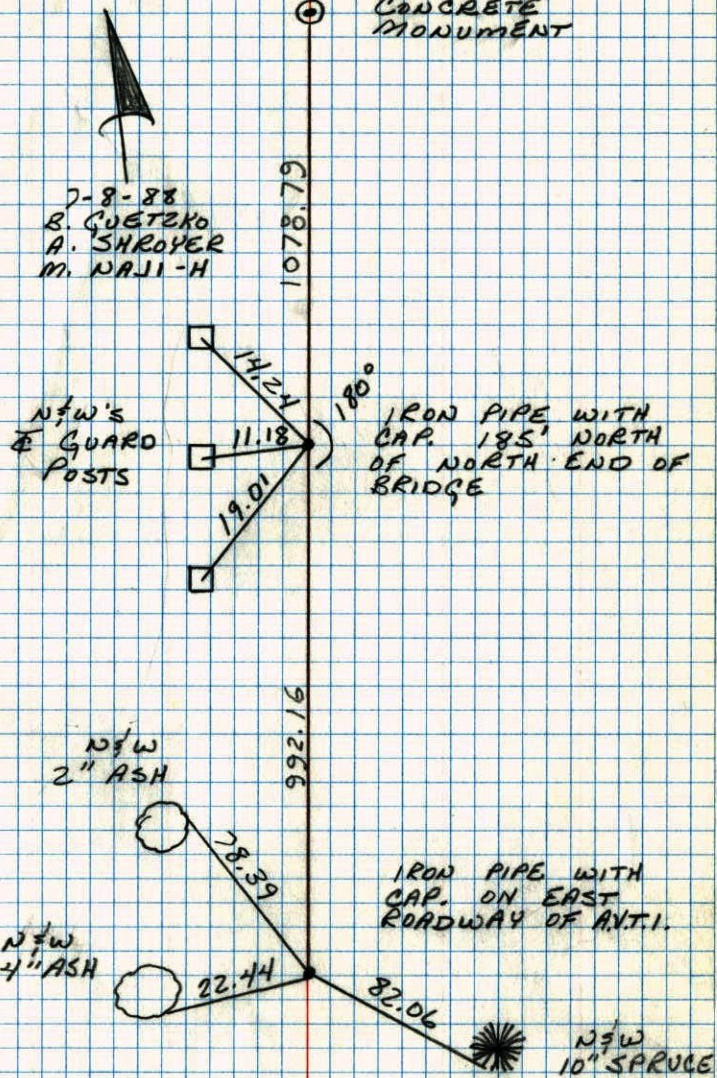 CONCRETE
MONUMENT
7-8-88
B. GUETZKO
A. SHROYER
M. NAJI-H
1078.79
14.24
180°
N&W'S
℄ GUARD
POSTS
11.18
19.01
IRON PIPE WITH
CAP. 185' NORTH
OF NORTH END OF
BRIDGE
992.16
N&W
2" ASH
78.39
IRON PIPE WITH
CAP. ON EAST
ROADWAY OF A.V.T.I.
N&W
4" ASH
22.44
82.06
N&W
10" SPRUCE